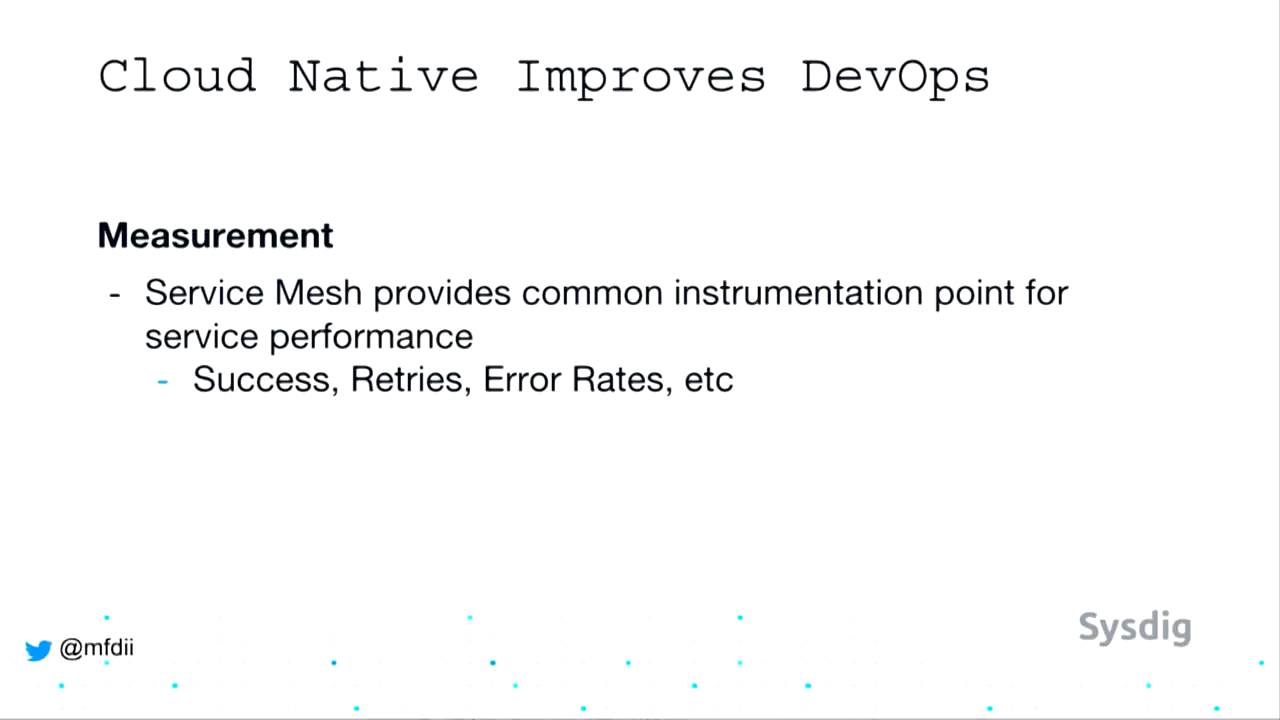 Cloud Native Improves DevOps
Measurement
- Service Mesh provides common instrumentation point for
service performance
- Success, Retries, Error Rates, etc
@mfdii
Sysdig